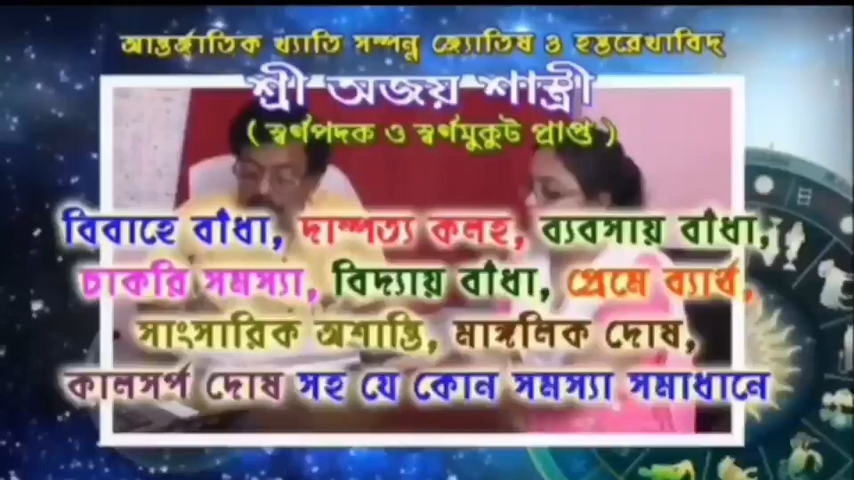 আন্তর্জাতিক খ্যাতি সম্পন্ন জ্যোতিষ ও হস্তরেখাবিদ্
শ্রী অজয় শাস্ত্রী
( স্বর্ণপদক ও স্বর্ণমুকুট প্রাপ্ত )
বিবাহে বাঁধা, দাম্পত্য কলহ, ব্যবসায় বাঁধা,
চাকরি সমস্যা, বিদ্যায় বাঁধা, প্রেমে ব্যার্থ,
সাংসারিক অশান্তি, মাঙ্গলিক দোষ,
কালসর্প দোষ সহ যে কোন সমস্যা সমাধানে